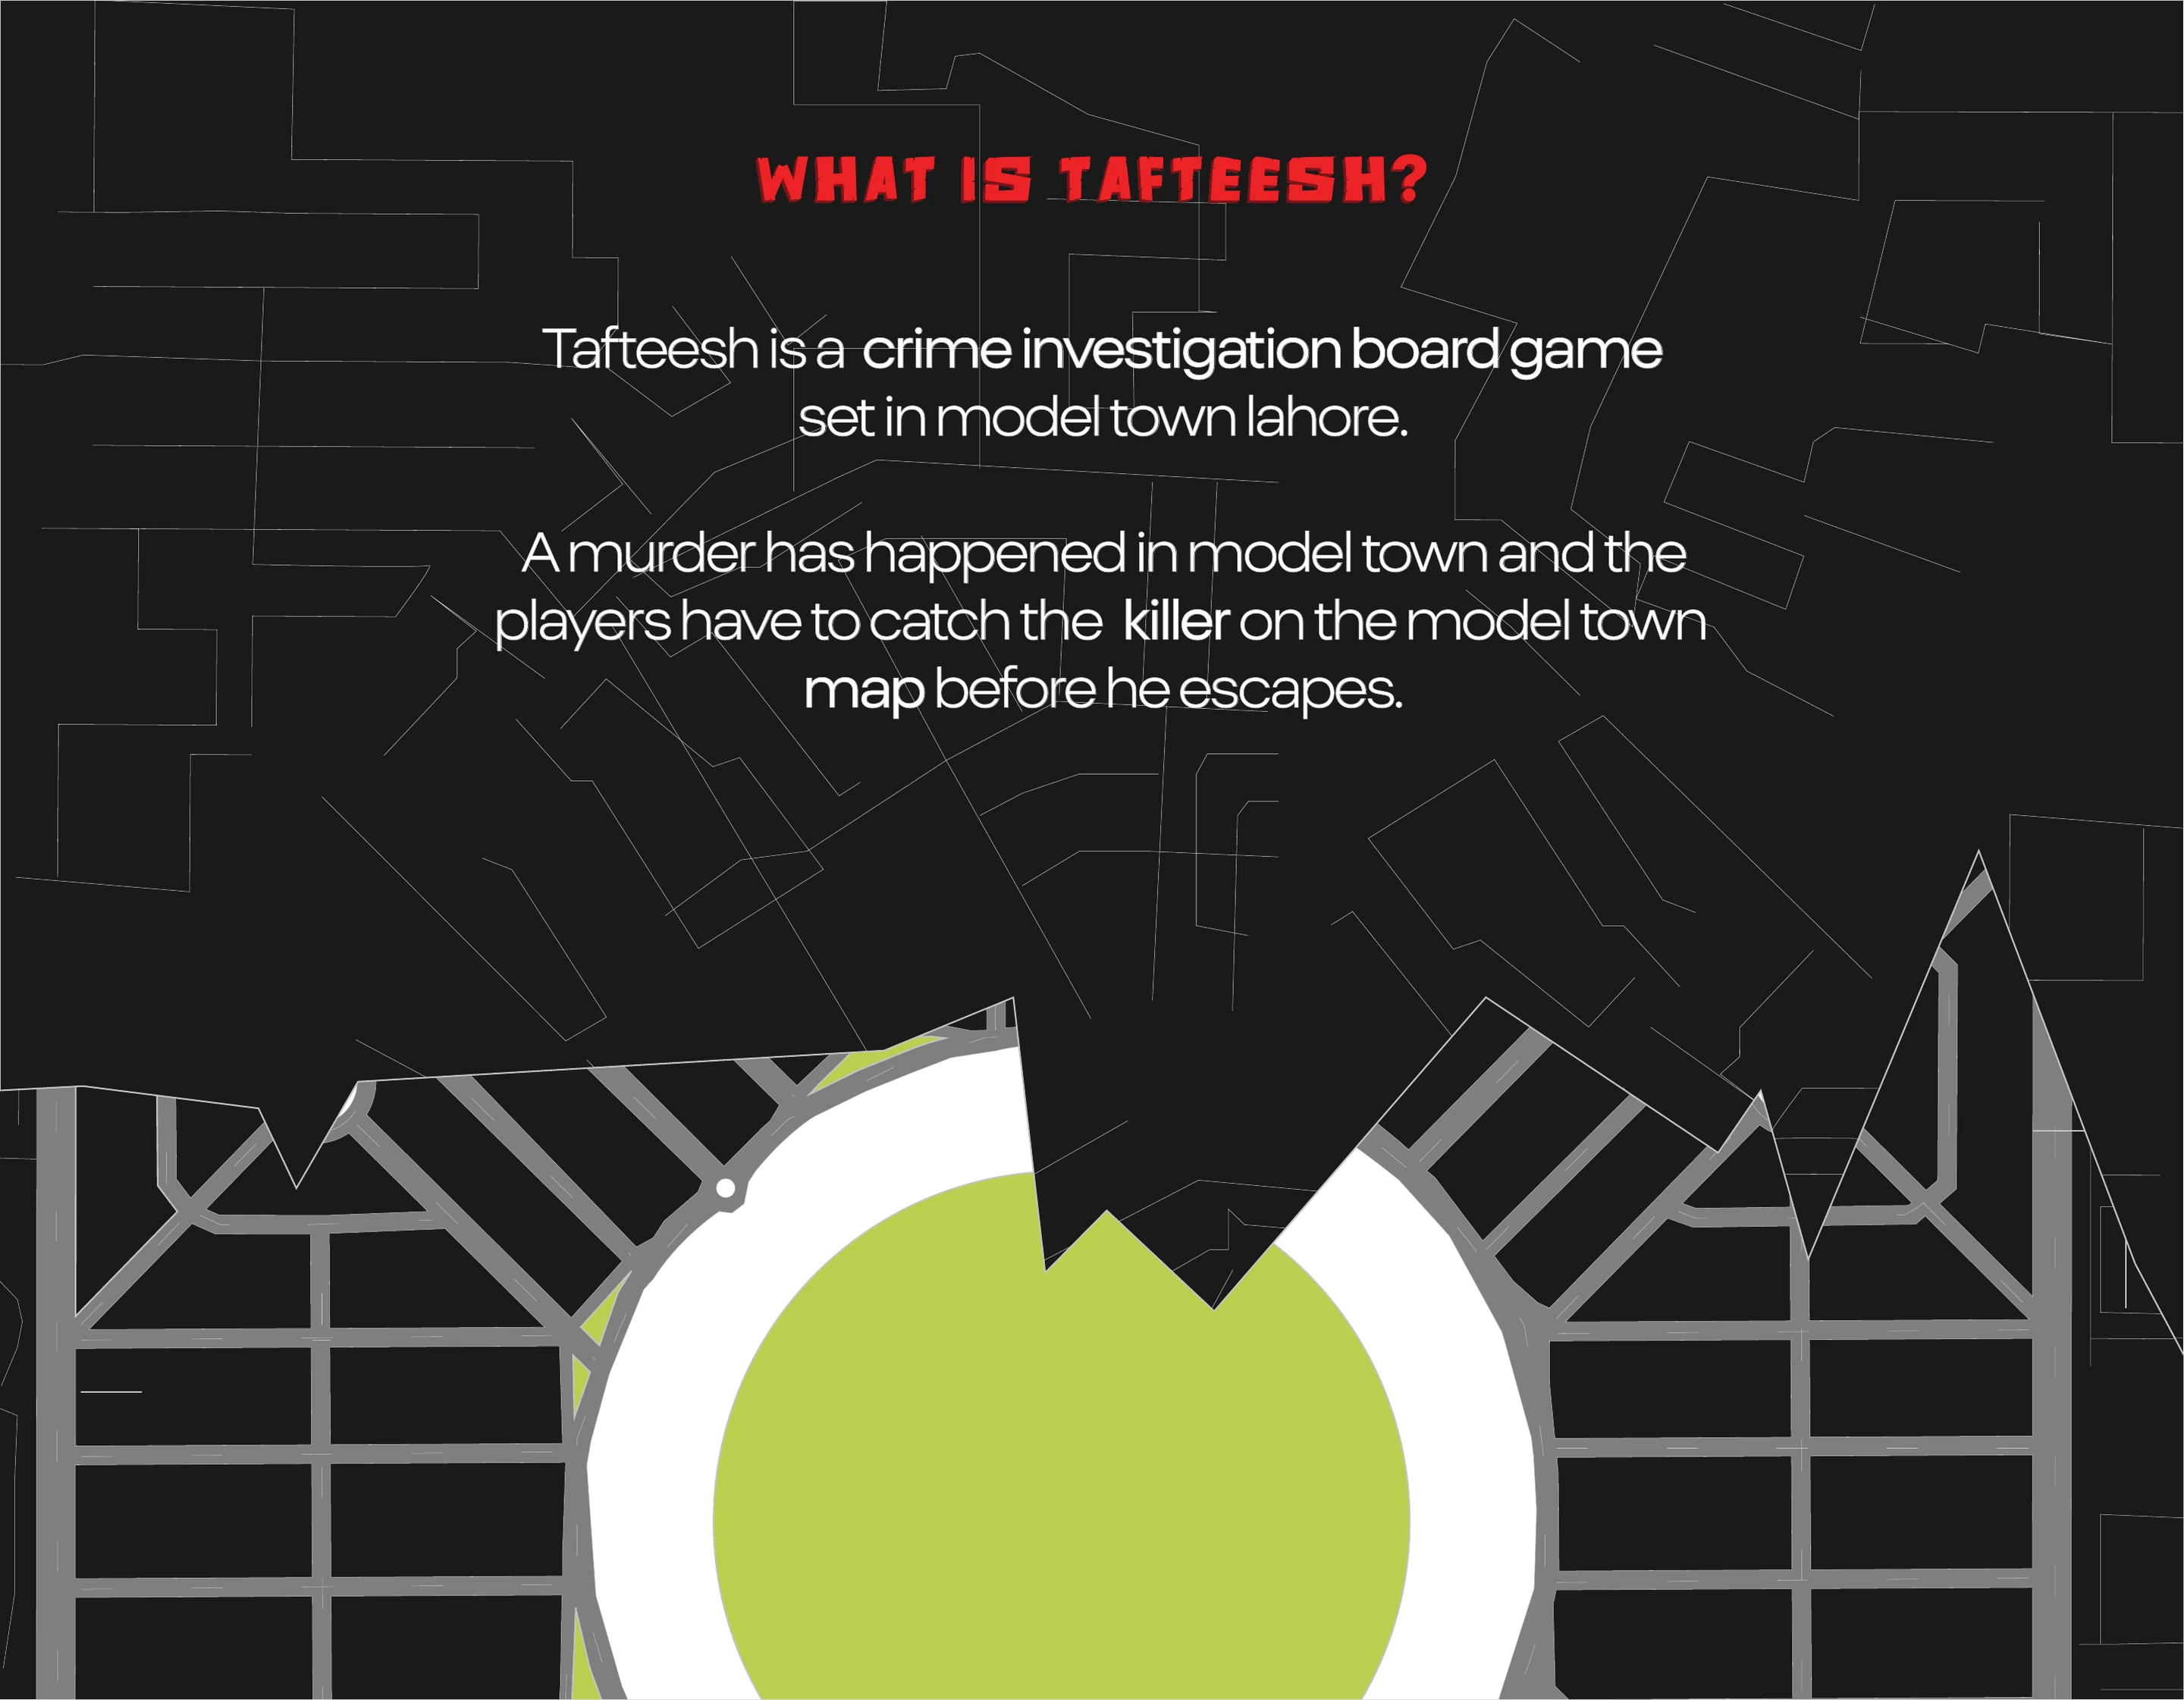 WHAT IS TAFTEESH?
Tafteesh is a crime investigation board game
set in model town lahore.
A murder has happened in model town and the
players have to catch the killer on the model town
map before he escapes.